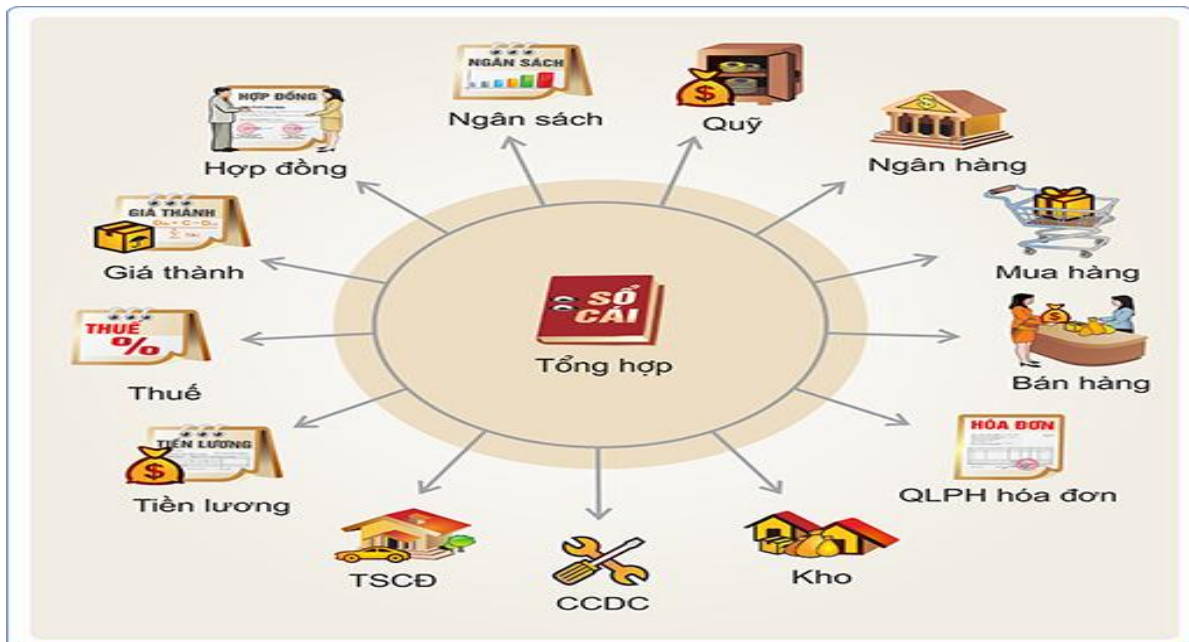 NGÂN SÁCH
Ngân sách
Quỹ
Ngân hàng
Mua hàng
Bán hàng
HÓA ĐƠN
QLPH hóa đơn
Kho
CCDC
TSCĐ
TIỀN LƯƠNG
Tiền lương
THUẾ
%
Thuế
GIÁ THÀNH
Giá thành
HỢP ĐỒNG
Hợp đồng
SỔ
CÁI
Tổng hợp